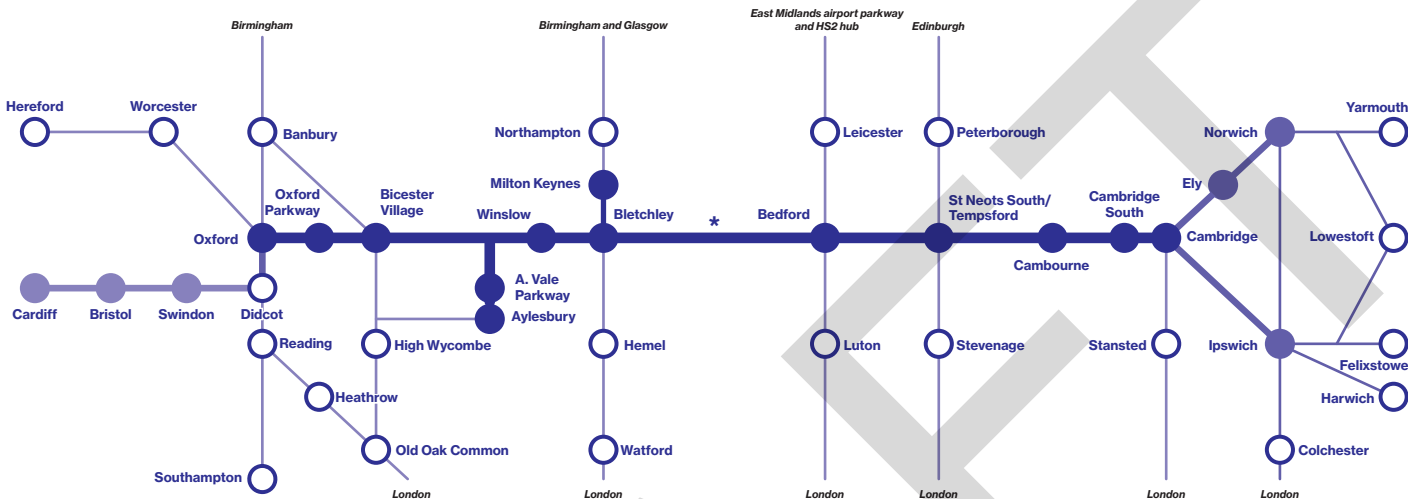 Birmingham
Birmingham and Glasgow
East Midlands airport parkway
and HS2 hub
Edinburgh
Hereford
Worcester
Banbury
Northampton
Leicester
Peterborough
Norwich
Yarmouth
Milton Keynes
Ely
Oxford
Parkway
Bicester
Village
Winslow
Bletchley
*
Bedford
St Neots South/
Tempsford
Cambridge
South
Oxford
Cambridge
Lowestoft
Cambourne
A. Vale
Parkway
Cardiff
Bristol
Swindon
Didcot
Aylesbury
Reading
High Wycombe
Hemel
Luton
Stevenage
Stansted
Ipswich
Felixstowe
Heathrow
Harwich
Old Oak Common
Watford
Colchester
Southampton
London
London
London
London
London
London